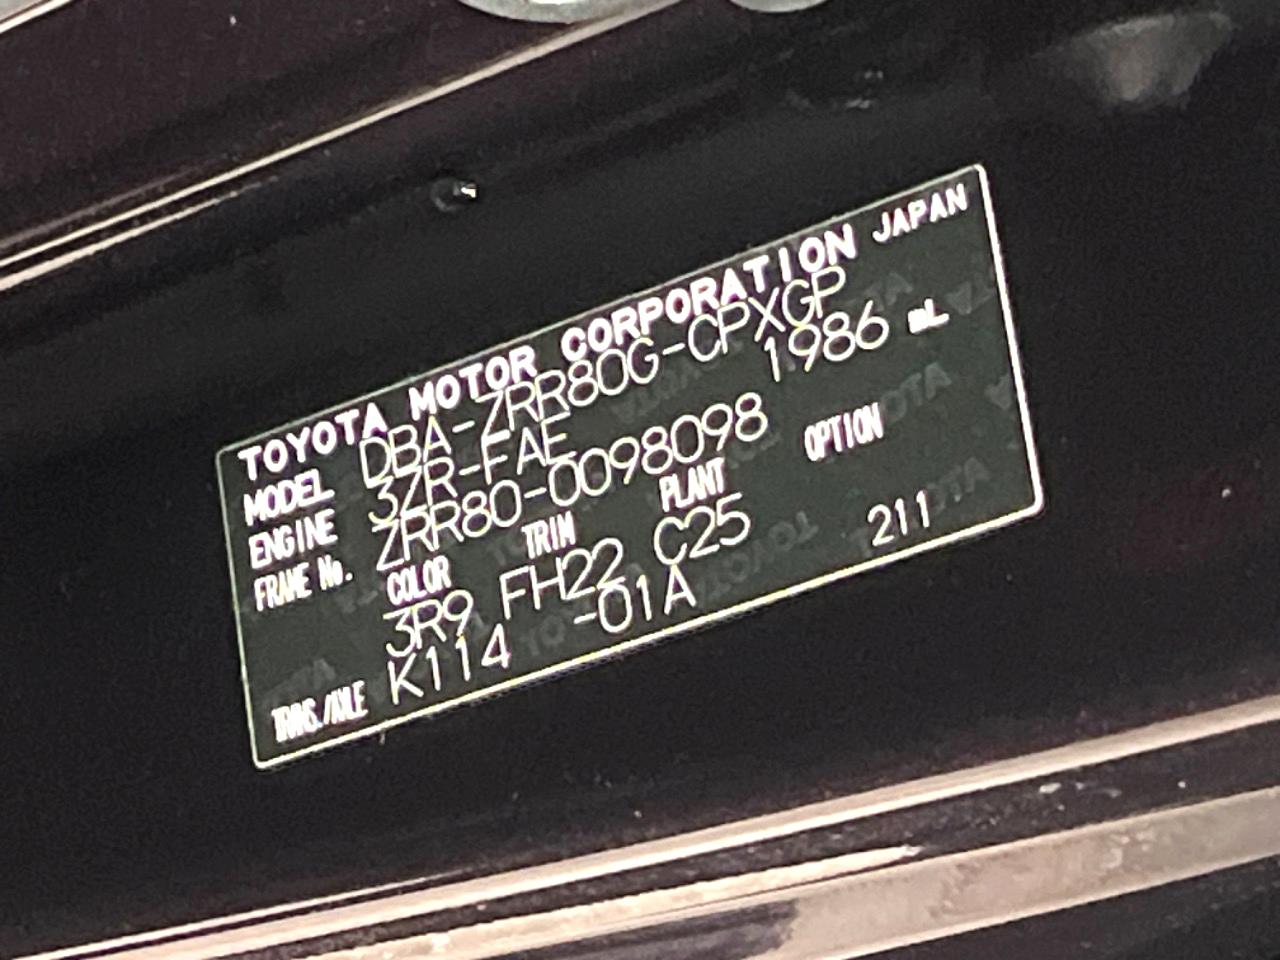 TOYOTA MOTOR CORPORATION JAPAN
MODEL DBA-ZRR80G-CPXGP
ENGINE 3ZR-FAE 1986 mL
FRAME No. ZRR80-0098098
COLOR TRIM PLANT OPTION
3R9 FH22 C25
TRANS./AXLE K114 -01A 211